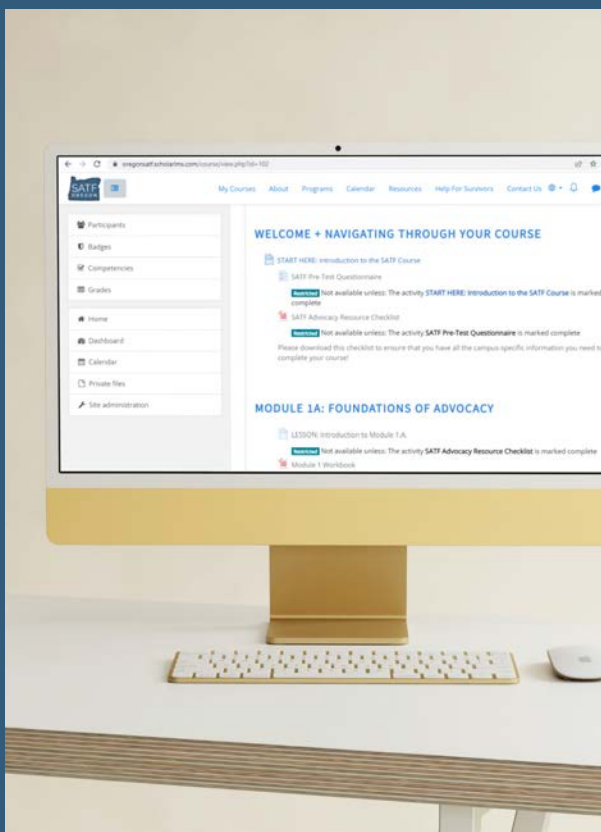 oregonsatf.scholarlms.com/course/view.php?id=102
SATF
OREGON
My Courses About Programs Calendar Resources Help For Survivors Contact Us
Participants
Badges
Competencies
Grades
Home
Dashboard
Calendar
Private files
Site administration
WELCOME + NAVIGATING THROUGH YOUR COURSE
START HERE: Introduction to the SATF Course
SATF Pre-Test Questionnaire
Restricted Not available unless: The activity START HERE: Introduction to the SATF Course is marked
complete
SATF Advocacy Resource Checklist
Restricted Not available unless: The activity SATF Pre-Test Questionnaire is marked complete
Please download this checklist to ensure that you have all the campus specific information you need to
complete your course!
MODULE 1A: FOUNDATIONS OF ADVOCACY
LESSON: Introduction to Module 1.A.
Restricted Not available unless: The activity SATF Advocacy Resource Checklist is marked complete
Module 1 Workbook